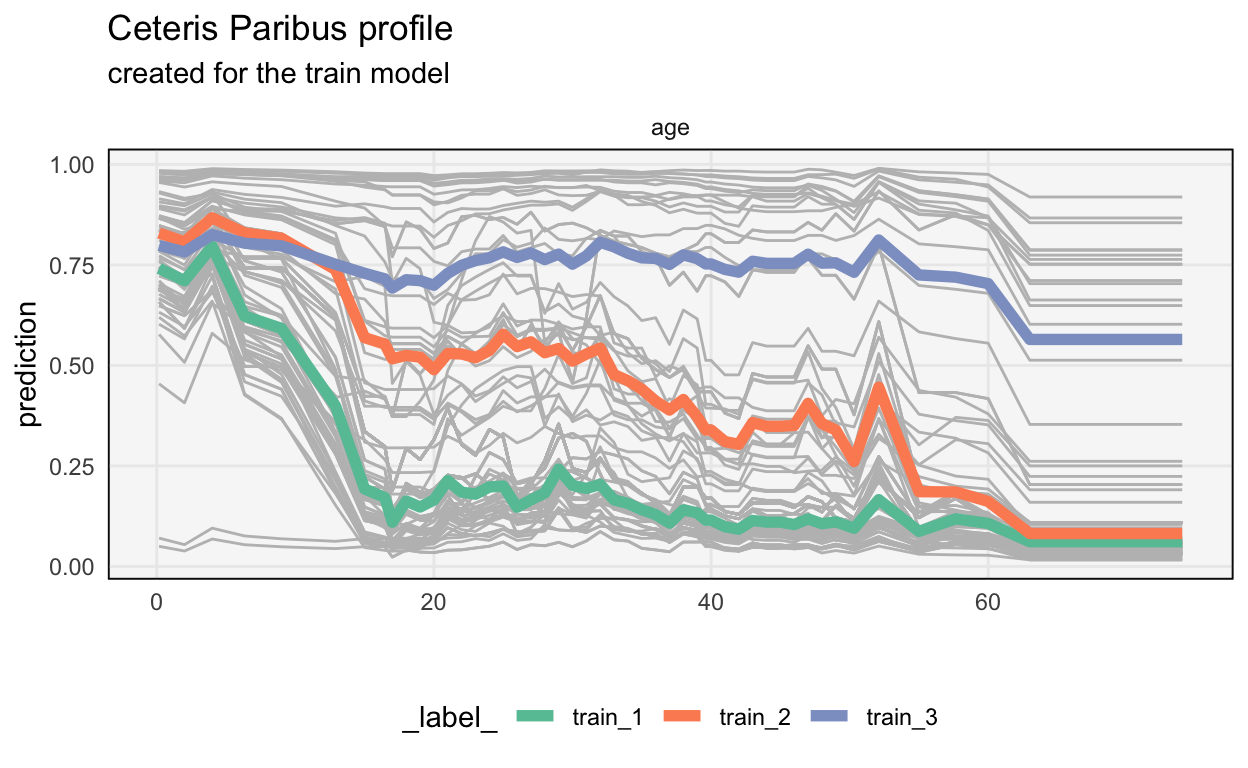 Ceteris Paribus profile
created for the train model
age
prediction
1.00
0.75
0.50
0.25
0.00
0 20 40 60
_label_ train_1 train_2 train_3